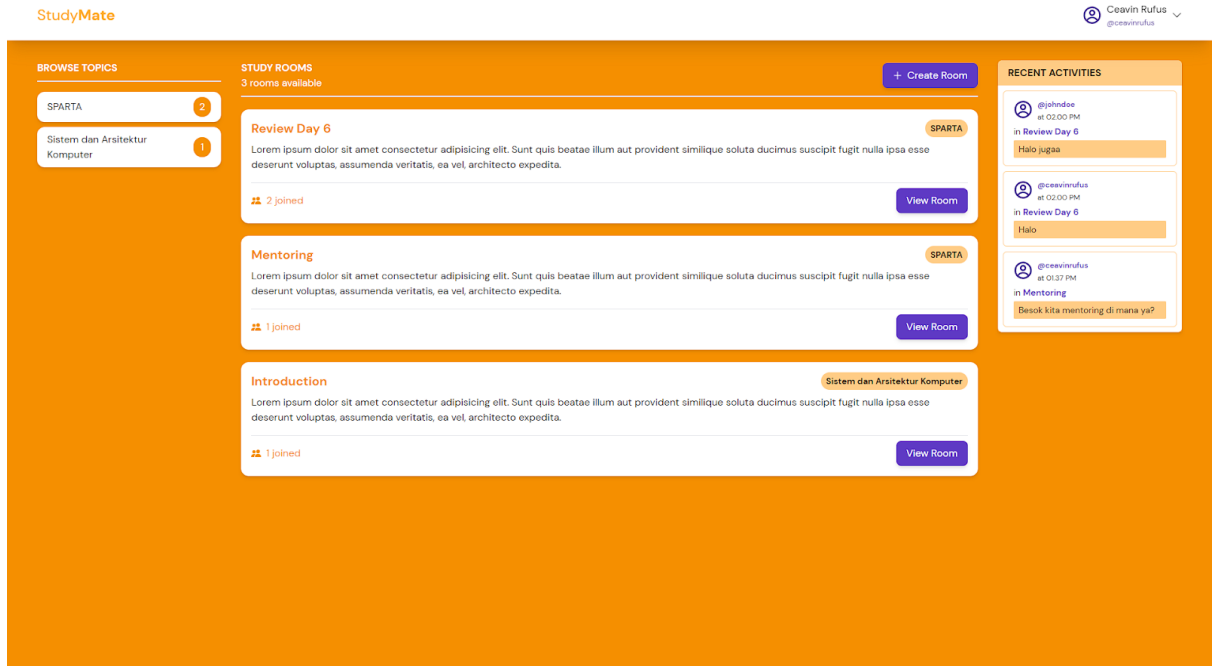 StudyMate
Ceavin Rufus
@ceavinrufus
BROWSE TOPICS
SPARTA
2
Sistem dan Arsitektur
Komputer
1
STUDY ROOMS
3 rooms available
+ Create Room
Review Day 6
SPARTA
Lorem ipsum dolor sit amet consectetur adipisicing elit. Sunt quis beatae illum aut provident similique soluta ducimus suscipit fugit nulla ipsa esse
deserunt voluptas, assumenda veritatis, ea vel, architecto expedita.
2 joined
View Room
Mentoring
SPARTA
Lorem ipsum dolor sit amet consectetur adipisicing elit. Sunt quis beatae illum aut provident similique soluta ducimus suscipit fugit nulla ipsa esse
deserunt voluptas, assumenda veritatis, ea vel, architecto expedita.
1 joined
View Room
Introduction
Sistem dan Arsitektur Komputer
Lorem ipsum dolor sit amet consectetur adipisicing elit. Sunt quis beatae illum aut provident similique soluta ducimus suscipit fugit nulla ipsa esse
deserunt voluptas, assumenda veritatis, ea vel, architecto expedita.
1 joined
View Room
RECENT ACTIVITIES
@johndoe
at 02.00 PM
in Review Day 6
Halo jugaa
@ceavinrufus
at 02.00 PM
in Review Day 6
Halo
@ceavinrufus
at 01.37 PM
in Mentoring
Besok kita mentoring di mana ya?